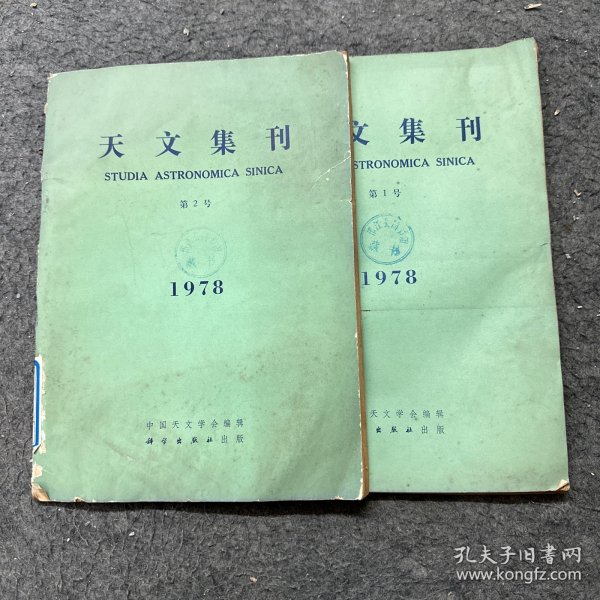 天文集刊
STUDIA ASTRONOMICA SINICA
第2号
1978
中国天文学会编辑
科学出版社 出版
文集刊
STRONOMICA SINICA
第1号
1978
天文学会编辑
出版社 出版
孔夫子旧书网
www.kongfz.com